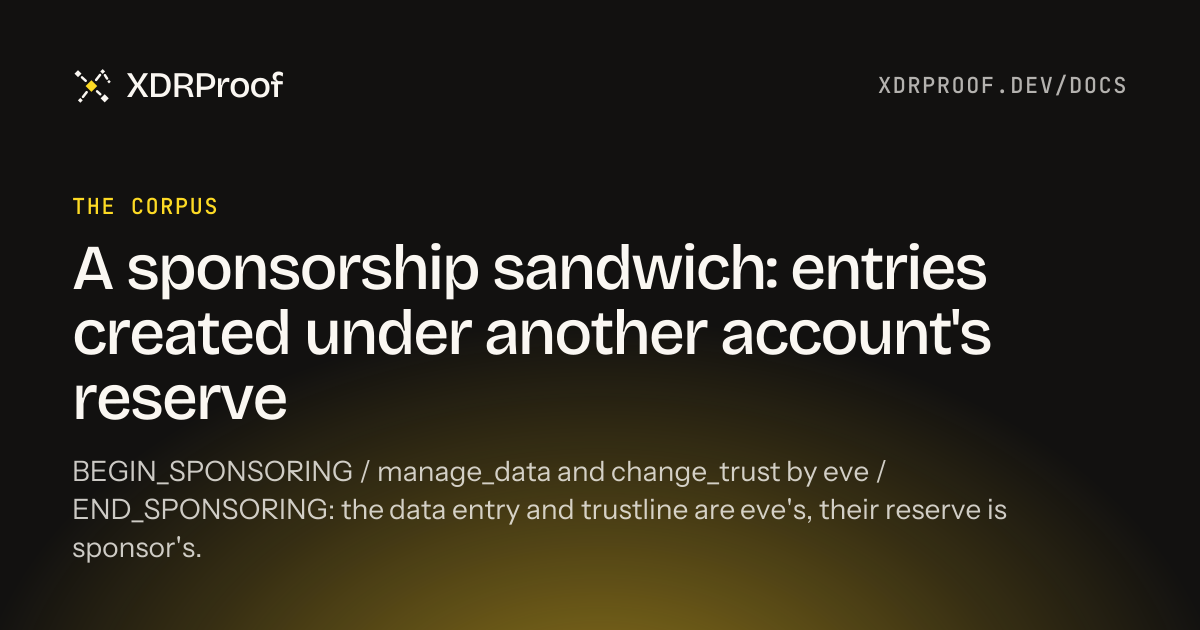 XDRProof
XDRPROOF.DEV/DOCS
THE CORPUS
A sponsorship sandwich: entries
created under another account's
reserve
BEGIN_SPONSORING / manage_data and change_trust by eve /
END_SPONSORING: the data entry and trustline are eve's, their reserve is
sponsor's.